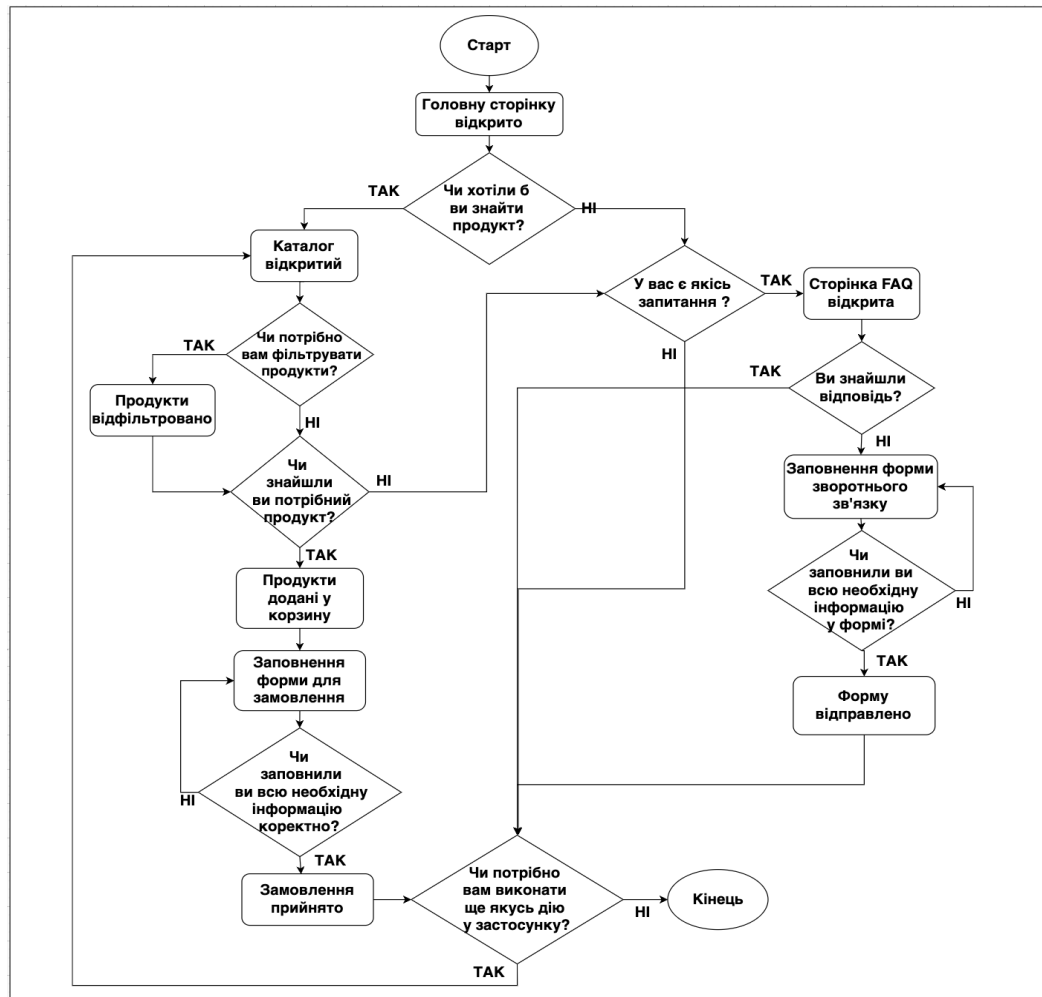 Старт
Головну сторінку
відкрито
Чи хотіли б
ви знайти
продукт?
ТАК
НІ
Каталог
відкритий
У вас є якісь
запитання ?
ТАК
НІ
Сторінка FAQ
відкрита
Чи потрібно
вам фільтрувати
продукти?
ТАК
НІ
Продукти
відфільтровано
Ви знайшли
відповідь?
ТАК
НІ
Чи
знайшли
ви потрібний
продукт?
НІ
ТАК
Заповнення форми
зворотнього
зв'язку
Чи
заповнили ви
всю необхідну
інформацію
у формі?
НІ
ТАК
Продукти
додані у
корзину
Заповнення
форми для
замовлення
Форму
відправлено
Чи
заповнили
ви всю необхідну
інформацію
коректно?
НІ
ТАК
Замовлення
прийнято
Чи потрібно
вам виконати
ще якусь дію
у застосунку?
НІ
ТАК
Кінець